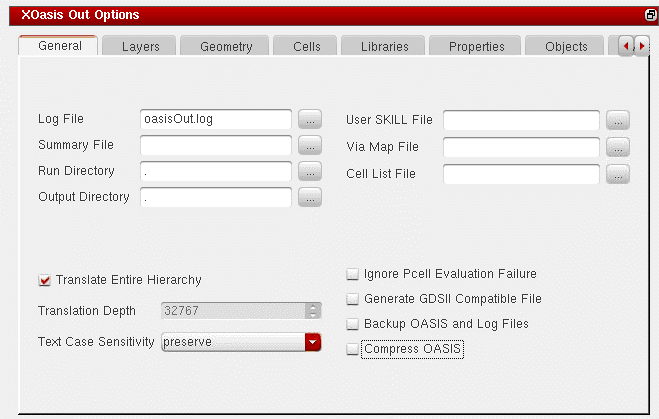 XOasis Out Options
General Layers Geometry Cells Libraries Properties Objects
Log File oasisOut.log ... User SKILL File ...
Summary File ... Via Map File ...
Run Directory . ... Cell List File ...
Output Directory . ...
Translate Entire Hierarchy
Ignore Pcell Evaluation Failure
Translation Depth 32767
Generate GDSII Compatible File
Backup OASIS and Log Files
Text Case Sensitivity preserve
Compress OASIS